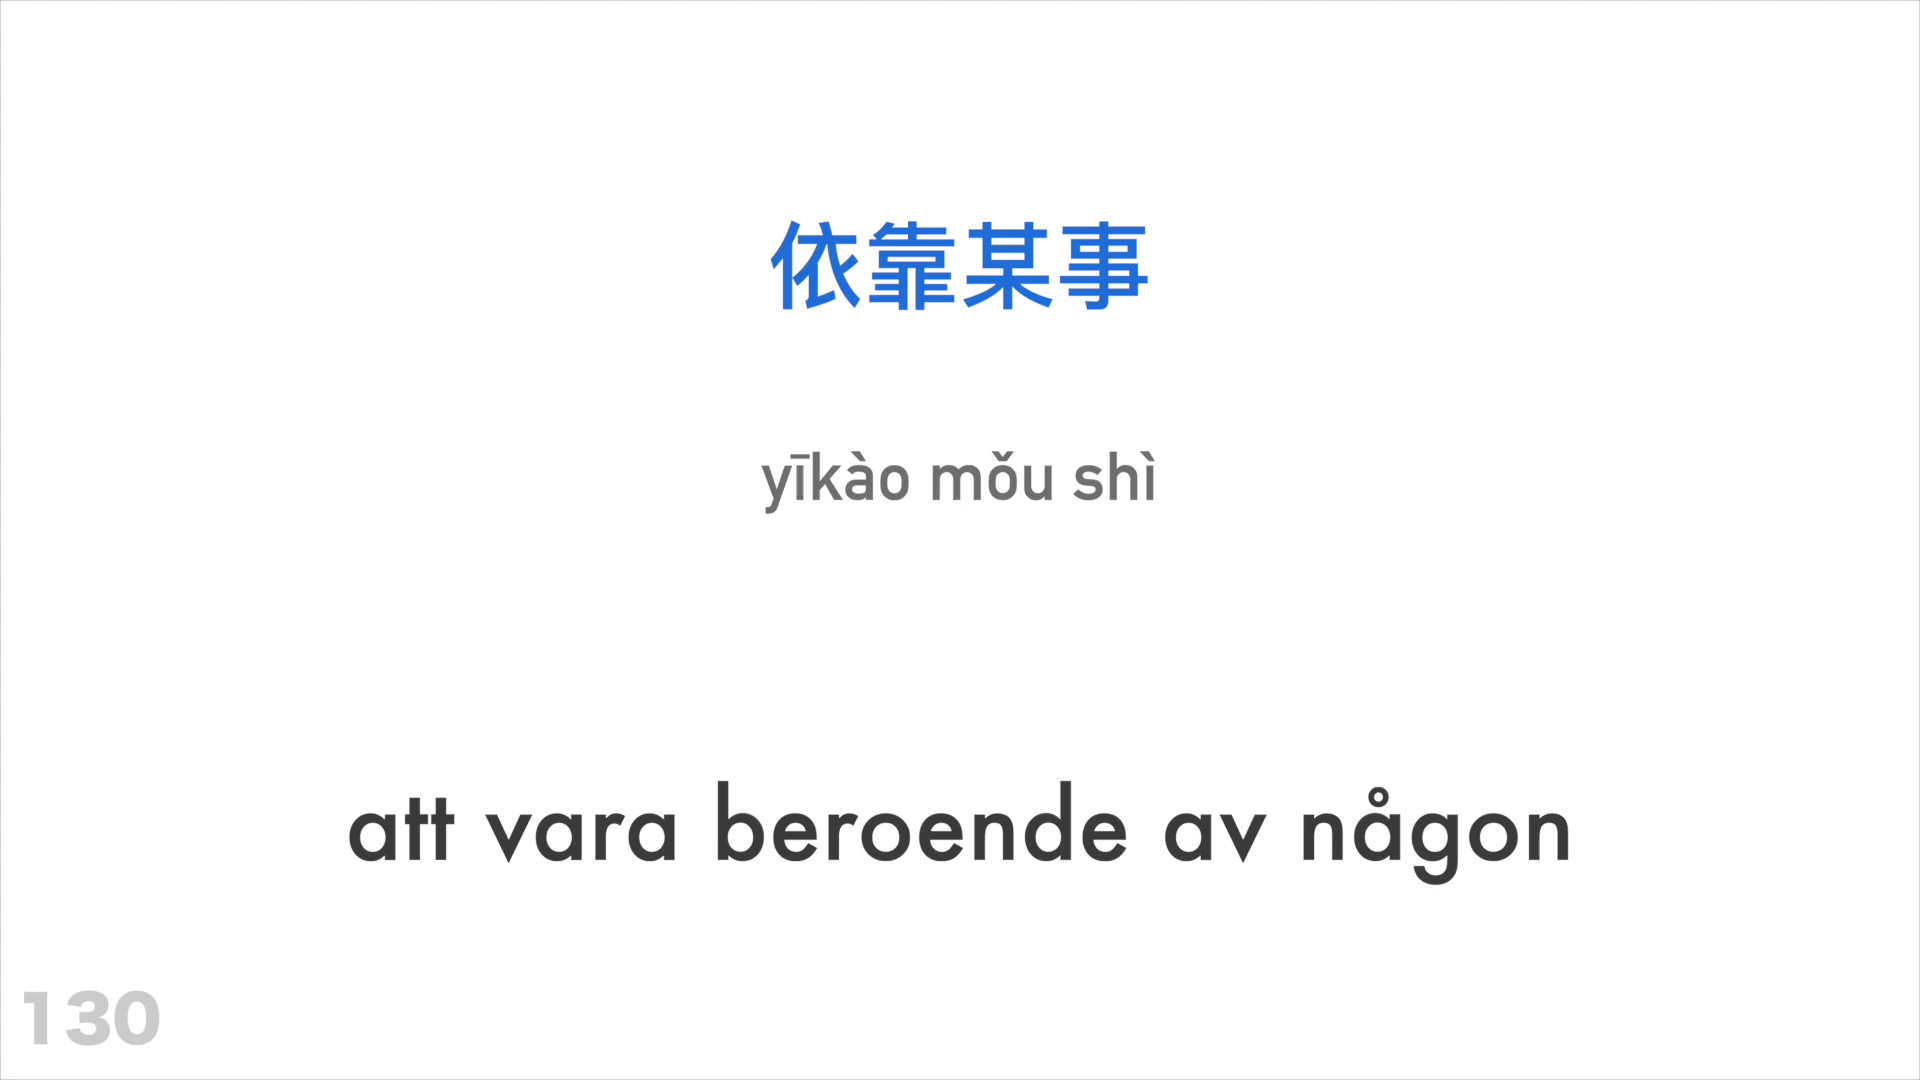 依靠某事
yīkào mǒu shì
att vara beroende av någon
130